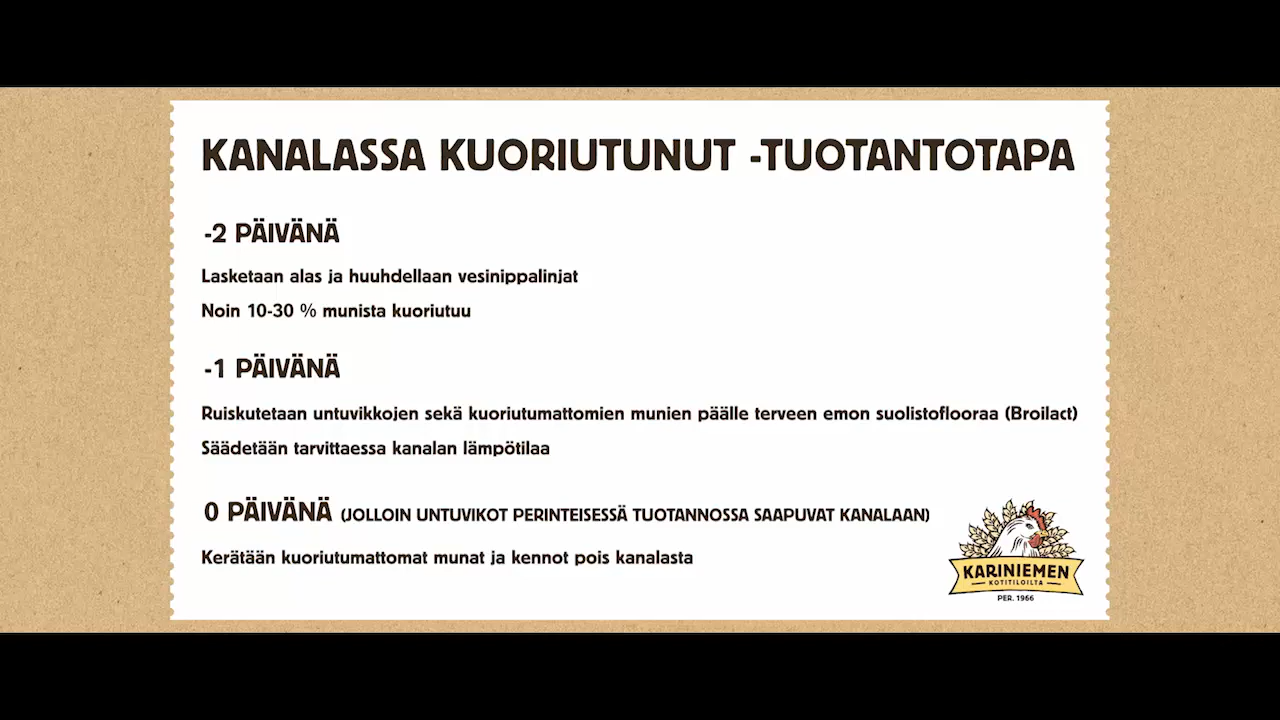 KANALASSA KUORIUTUNUT -TUOTANTOTAPA
-2 PÄIVÄNÄ
Lasketaan alas ja huuhdellaan vesinippalinjat
Noin 10-30 % munista kuoriutuu
-1 PÄIVÄNÄ
Ruiskutetaan untuvikkojen sekä kuoriutumattomien munien päälle terveen emon suolistoflooraa (Broilact)
Säädetään tarvittaessa kanalan lämpötilaa
0 PÄIVÄNÄ (JOLLOIN UNTUVIKOT PERINTEISESSÄ TUOTANNOSSA SAAPUVAT KANALAAN)
Kerätään kuoriutumattomat munat ja kennot pois kanalasta
KARINIEMEN
KOTITILOILTA
PER. 1966